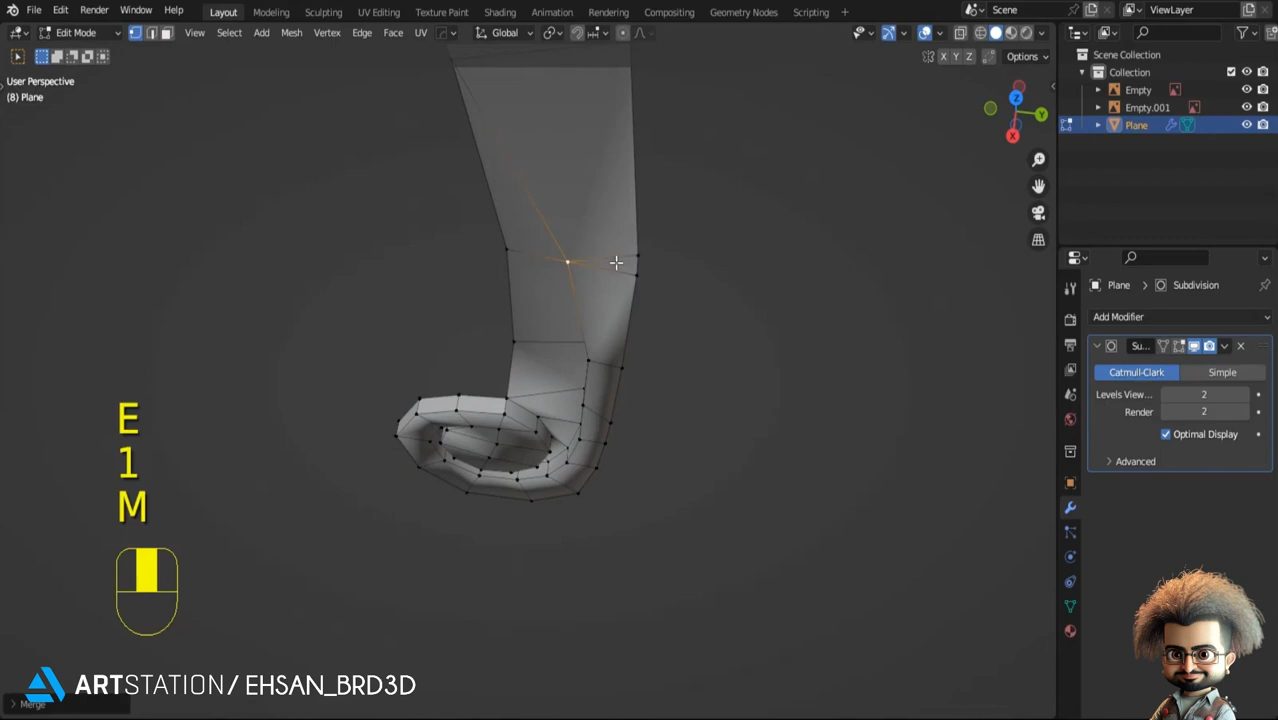 File Edit Render Window Help Layout Modeling Sculpting UV Editing Texture Paint Shading Animation Rendering Compositing Geometry Nodes Scripting + Scene ViewLayer
Edit Mode View Select Add Mesh Vertex Edge Face UV Global
X Y Z Options
User Perspective
(8) Plane
Z
Y
X
Scene Collection
Collection
Empty
Empty.001
Plane
Plane > Subdivision
Add Modifier
Su...
Catmull-Clark Simple
Levels View... 2
Render 2
Optimal Display
Advanced
E
1
M
ARTSTATION/ EHSAN_BRD3D
Merge